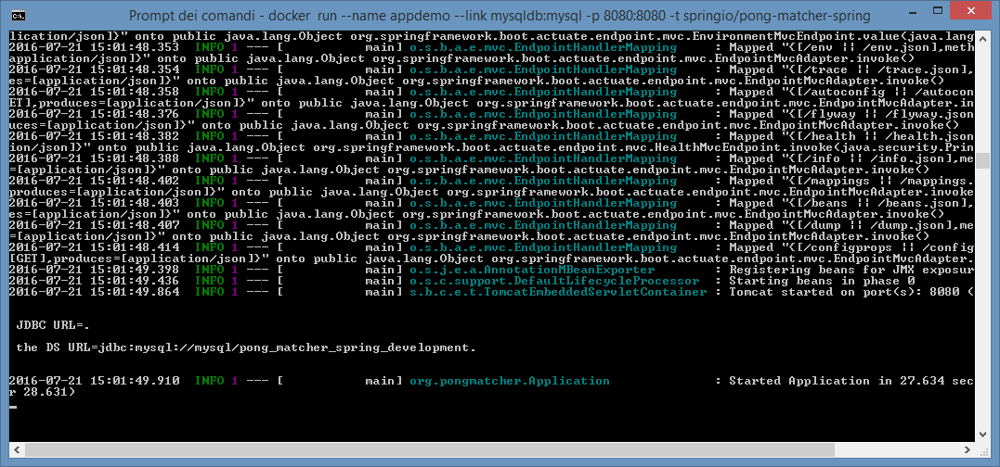 Prompt dei comandi - docker  run --name appdemo --link mysqldb:mysql -p 8080:8080 -t springio/pong-matcher-spring
lication/json]}" onto public java.lang.Object org.springframework.boot.actuate.endpoint.mvc.EnvironmentMvcEndpoint.value(java.lang
2016-07-21 15:01:48.353  INFO 1 --- [           main] o.s.b.a.e.mvc.EndpointHandlerMapping     : Mapped "{[/env || /env.json],meth
application/json]}" onto public java.lang.Object org.springframework.boot.actuate.endpoint.mvc.EndpointMvcAdapter.invoke()
2016-07-21 15:01:48.354  INFO 1 --- [           main] o.s.b.a.e.mvc.EndpointHandlerMapping     : Mapped "{[/trace || /trace.json],
es=[application/json]}" onto public java.lang.Object org.springframework.boot.actuate.endpoint.mvc.EndpointMvcAdapter.invoke()
2016-07-21 15:01:48.358  INFO 1 --- [           main] o.s.b.a.e.mvc.EndpointHandlerMapping     : Mapped "{[/autoconfig || /autocon
ET],produces=[application/json]}" onto public java.lang.Object org.springframework.boot.actuate.endpoint.mvc.EndpointMvcAdapter.in
2016-07-21 15:01:48.376  INFO 1 --- [           main] o.s.b.a.e.mvc.EndpointHandlerMapping     : Mapped "{[/flyway || /flyway.json
uces=[application/json]}" onto public java.lang.Object org.springframework.boot.actuate.endpoint.mvc.EndpointMvcAdapter.invoke()
2016-07-21 15:01:48.382  INFO 1 --- [           main] o.s.b.a.e.mvc.EndpointHandlerMapping     : Mapped "{[/health || /health.json
ion/json]}" onto public java.lang.Object org.springframework.boot.actuate.endpoint.mvc.HealthMvcEndpoint.invoke(java.security.Prin
2016-07-21 15:01:48.388  INFO 1 --- [           main] o.s.b.a.e.mvc.EndpointHandlerMapping     : Mapped "{[/info || /info.json],me
=[application/json]}" onto public java.lang.Object org.springframework.boot.actuate.endpoint.mvc.EndpointMvcAdapter.invoke()
2016-07-21 15:01:48.402  INFO 1 --- [           main] o.s.b.a.e.mvc.EndpointHandlerMapping     : Mapped "{[/mappings || /mappings.
produces=[application/json]}" onto public java.lang.Object org.springframework.boot.actuate.endpoint.mvc.EndpointMvcAdapter.invoke
2016-07-21 15:01:48.403  INFO 1 --- [           main] o.s.b.a.e.mvc.EndpointHandlerMapping     : Mapped "{[/beans || /beans.json],
es=[application/json]}" onto public java.lang.Object org.springframework.boot.actuate.endpoint.mvc.EndpointMvcAdapter.invoke()
2016-07-21 15:01:48.407  INFO 1 --- [           main] o.s.b.a.e.mvc.EndpointHandlerMapping     : Mapped "{[/dump || /dump.json],me
=[application/json]}" onto public java.lang.Object org.springframework.boot.actuate.endpoint.mvc.EndpointMvcAdapter.invoke()
2016-07-21 15:01:48.414  INFO 1 --- [           main] o.s.b.a.e.mvc.EndpointHandlerMapping     : Mapped "{[/configprops || /config
[GET],produces=[application/json]}" onto public java.lang.Object org.springframework.boot.actuate.endpoint.mvc.EndpointMvcAdapter.
2016-07-21 15:01:49.398  INFO 1 --- [           main] o.s.j.e.a.AnnotationMBeanExporter        : Registering beans for JMX exposur
2016-07-21 15:01:49.436  INFO 1 --- [           main] o.s.c.support.DefaultLifecycleProcessor  : Starting beans in phase 0
2016-07-21 15:01:49.864  INFO 1 --- [           main] s.b.c.e.t.TomcatEmbeddedServletContainer : Tomcat started on port(s): 8080 (
JDBC URL=.
the DS URL=jdbc:mysql://mysql/pong_matcher_spring_development.
2016-07-21 15:01:49.910  INFO 1 --- [           main] org.pongmatcher.Application              : Started Application in 27.634 sec
r 28.631)